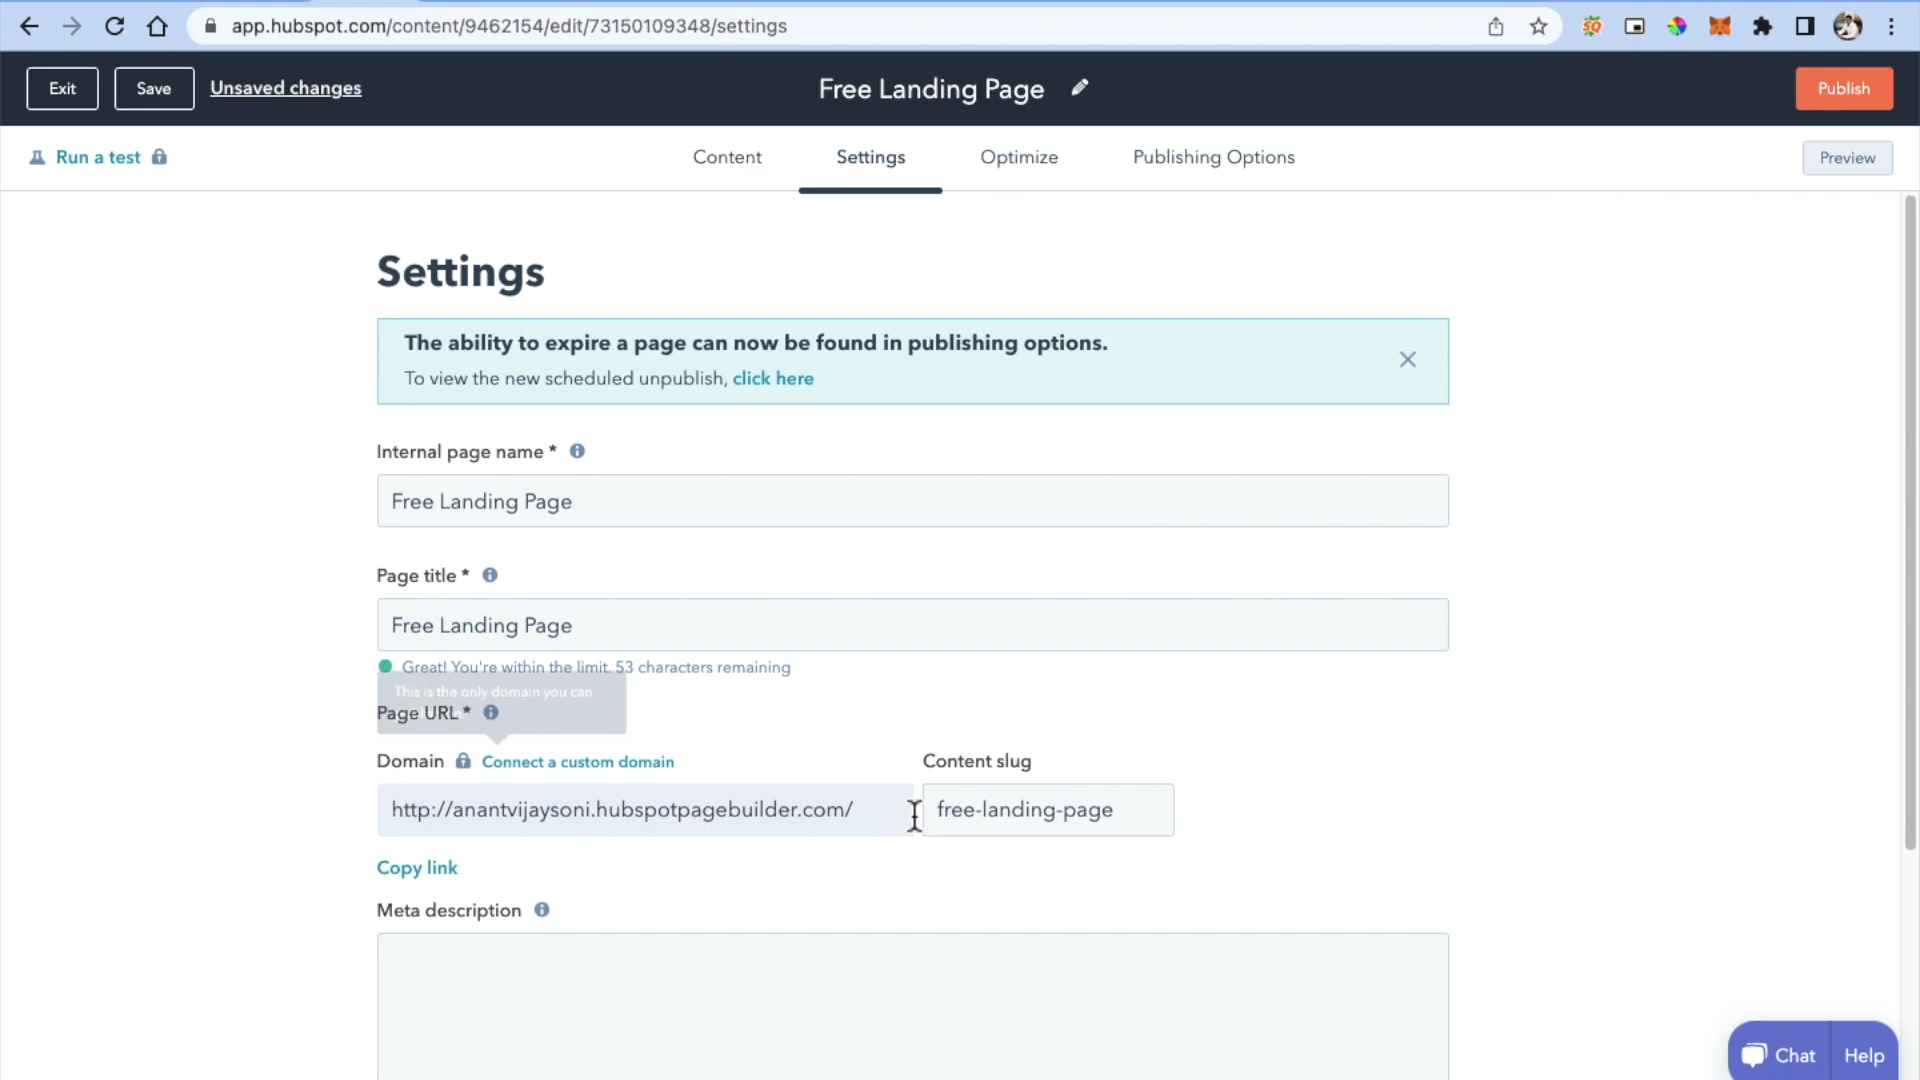 app.hubspot.com/content/9462154/edit/73150109348/settings
Exit Save Unsaved changes Free Landing Page Publish
Run a test Content Settings Optimize Publishing Options Preview
Settings
The ability to expire a page can now be found in publishing options.
To view the new scheduled unpublish, click here
Internal page name *
Free Landing Page
Page title *
Free Landing Page
Great! You're within the limit. 53 characters remaining
This is the only domain you can
Page URL *
Domain Connect a custom domain Content slug
http://anantvijaysoni.hubspotpagebuilder.com/ free-landing-page
Copy link
Meta description
Chat Help